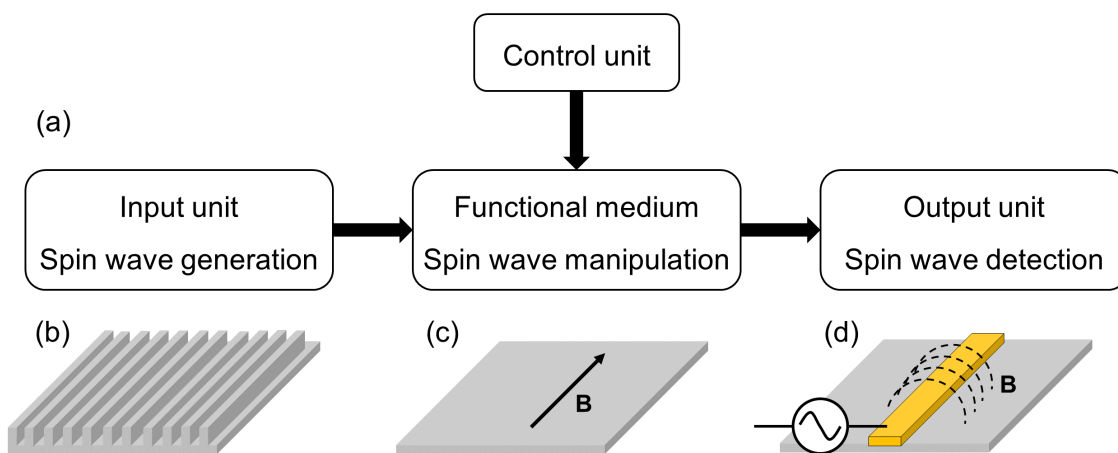 Control unit
(a)
Input unit
Spin wave generation
Functional medium
Spin wave manipulation
Output unit
Spin wave detection
(b)
(c)
(d)
B
B